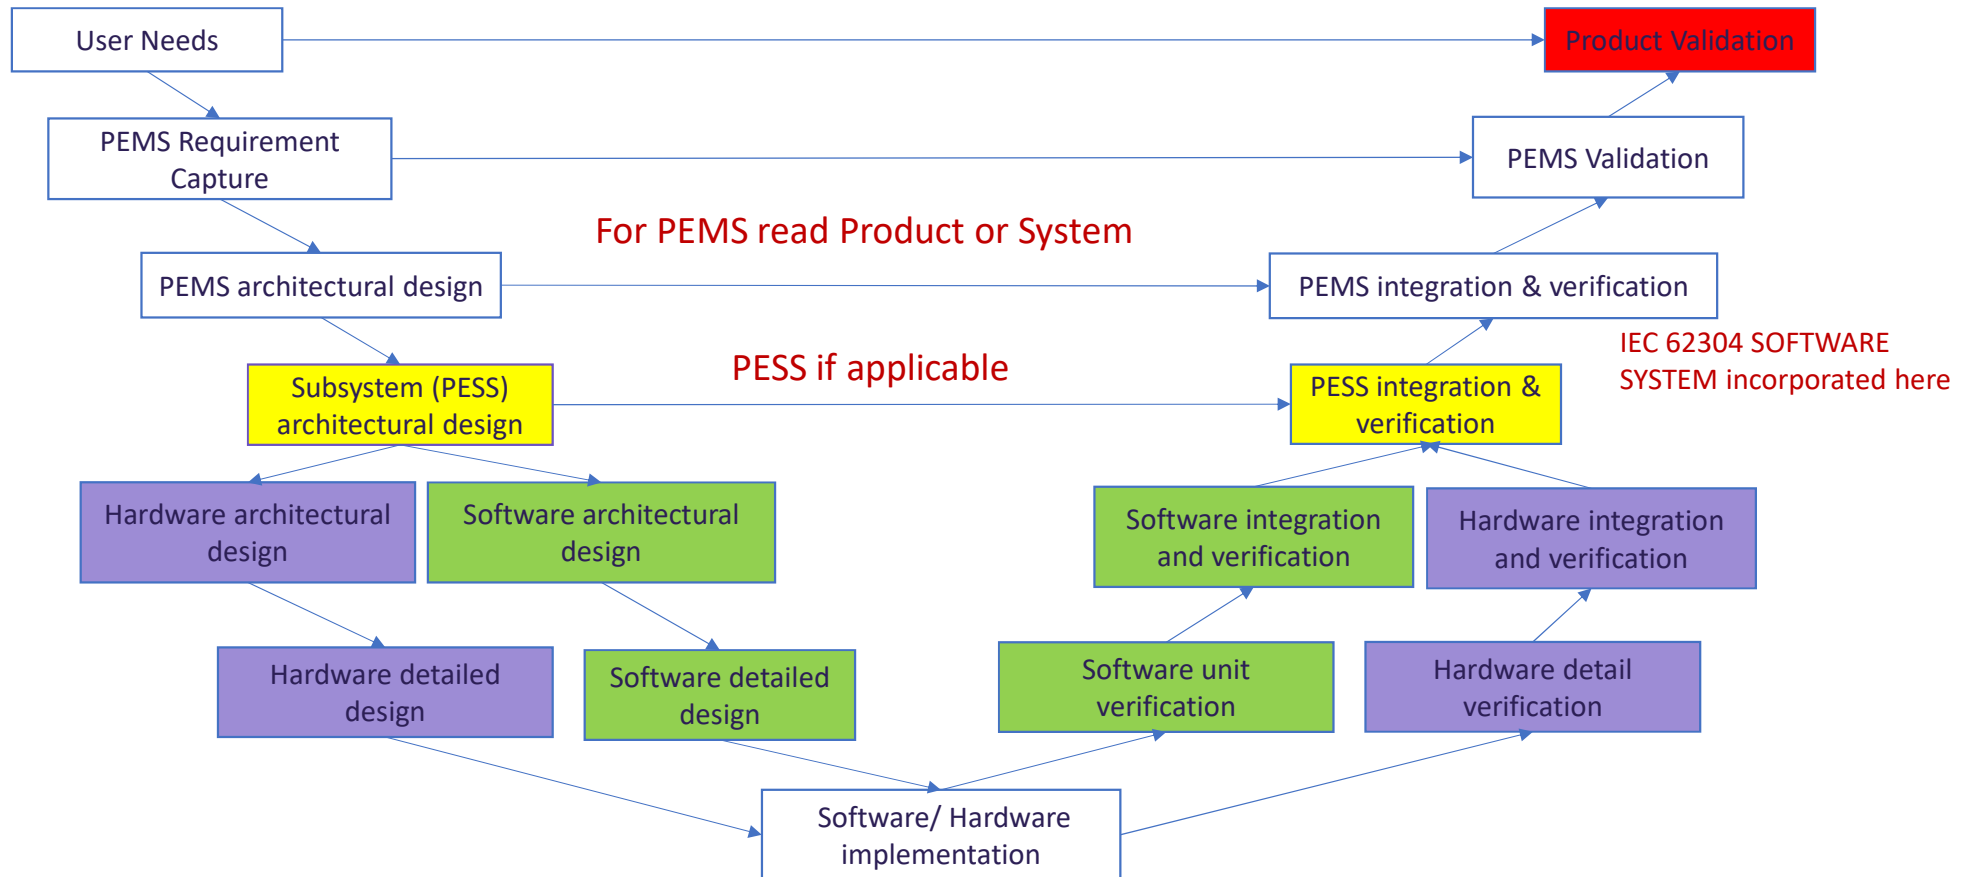 User Needs
Product Validation
PEMS Requirement
Capture
PEMS Validation
For PEMS read Product or System
PEMS architectural design
PEMS integration & verification
IEC 62304 SOFTWARE
SYSTEM incorporated here
PESS if applicable
Subsystem (PESS)
architectural design
PESS integration &
verification
Hardware architectural
design
Software architectural
design
Software integration
and verification
Hardware integration
and verification
Hardware detailed
design
Software detailed
design
Software unit
verification
Hardware detail
verification
Software/ Hardware
implementation